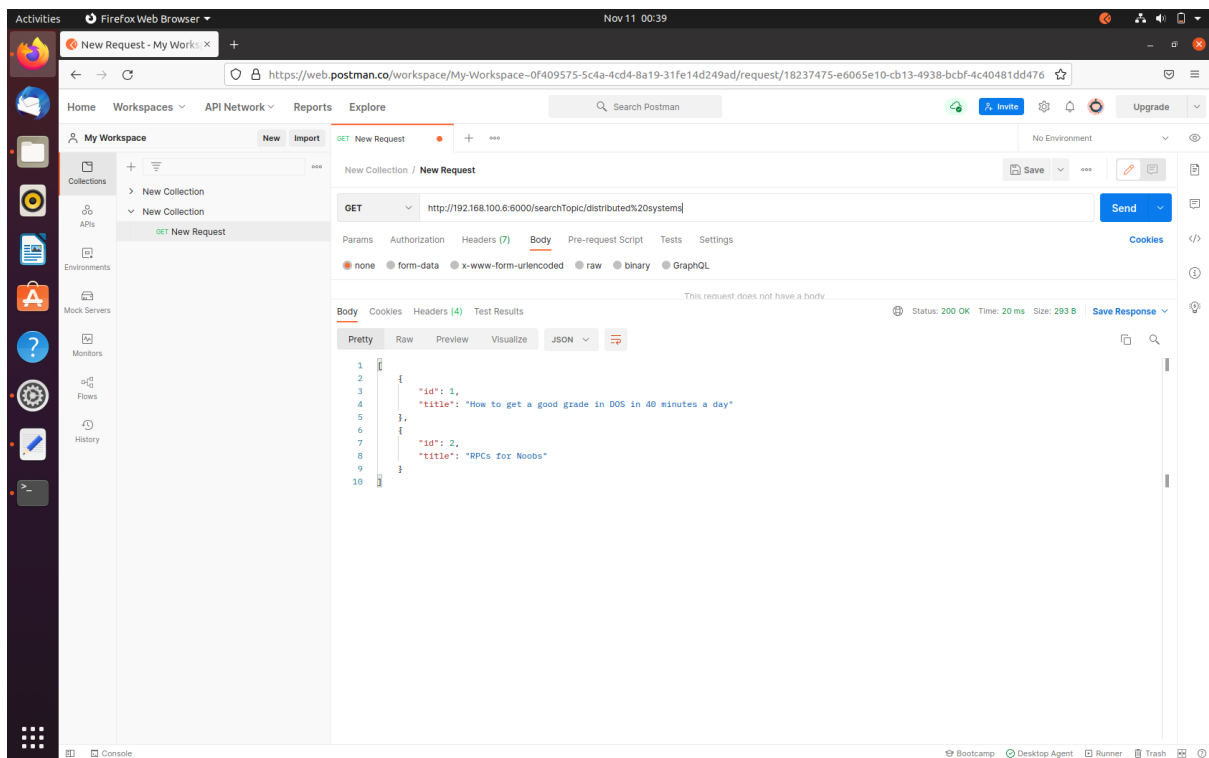 Activities Firefox Web Browser Nov 11 00:39
New Request - My Works
https://web.postman.co/workspace/My-Workspace~0f409575-5c4a-4cd4-8a19-31fe14d249ad/request/18237475-e6065e10-cb13-4938-bcbf-4c40481dd476
Home Workspaces API Network Reports Explore Search Postman Invite Upgrade
My Workspace New Import GET New Request No Environment
Collections
APIs
Environments
Mock Servers
Monitors
Flows
History
New Collection
New Collection
GET New Request
New Collection / New Request Save
GET http://192.168.100.6:6000/searchTopic/distributed%20systems Send
Params Authorization Headers (7) Body Pre-request Script Tests Settings Cookies
none form-data x-www-form-urlencoded raw binary GraphQL
This request does not have a body
Body Cookies Headers (4) Test Results Status: 200 OK Time: 20 ms Size: 293 B Save Response
Pretty Raw Preview Visualize JSON
1 [
2 {
3 "id": 1,
4 "title": "How to get a good grade in DOS in 40 minutes a day"
5 },
6 {
7 "id": 2,
8 "title": "RPCs for Noobs"
9 }
10 ]
Console Bootcamp Desktop Agent Runner Trash